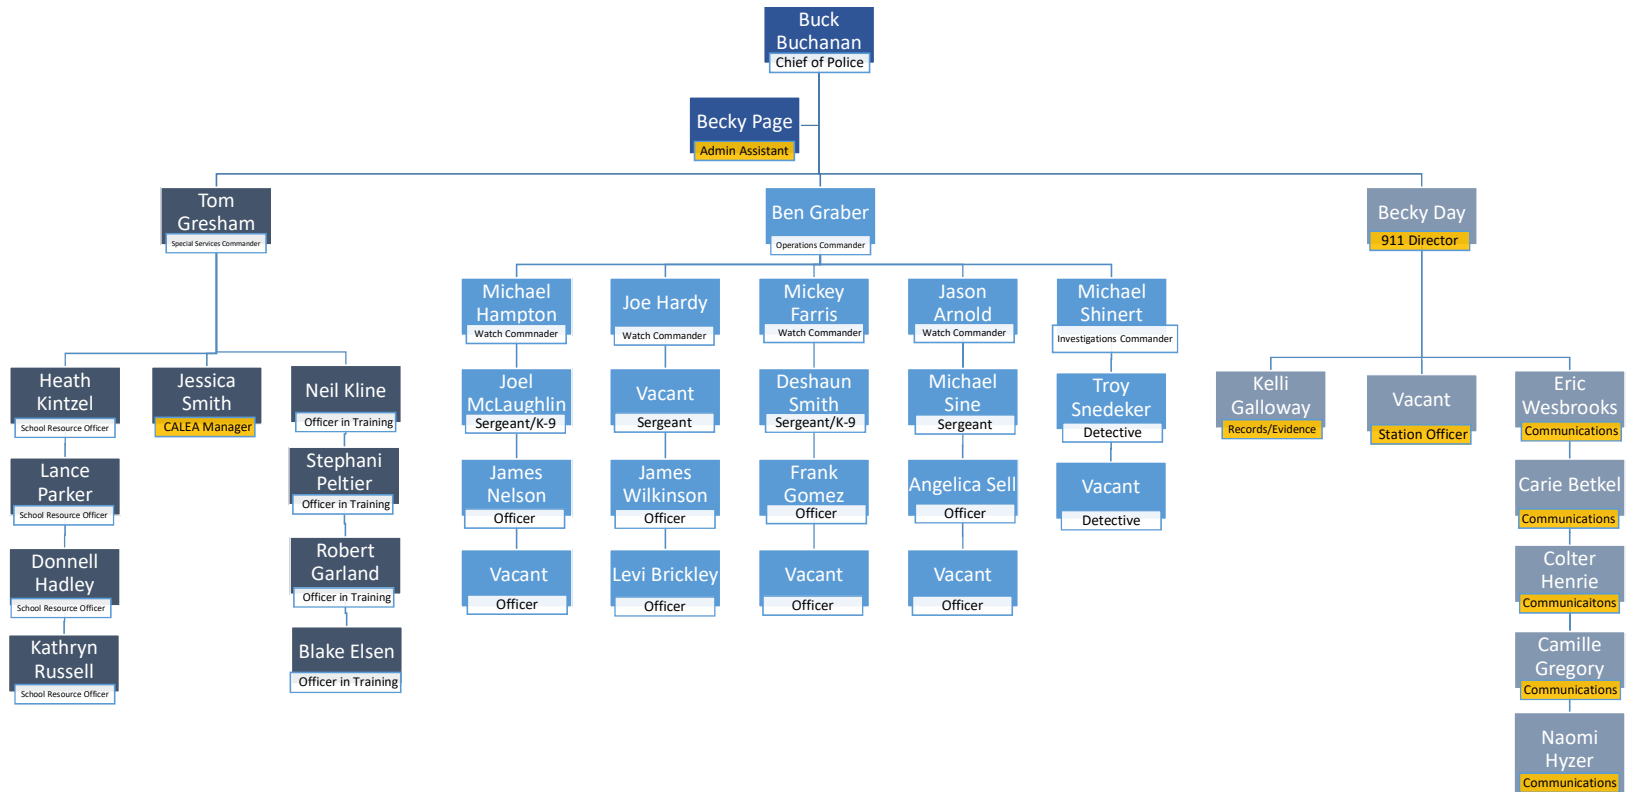 Buck
Buchanan
Chief of Police
Becky Page
Admin Assistant
Tom
Gresham
Special Services Commander
Ben Graber
Operations Commander
Becky Day
911 Director
Michael
Hampton
Watch Commnader
Joe Hardy
Watch Commander
Mickey
Farris
Watch Commander
Jason
Arnold
Watch Commander
Michael
Shinert
Investigations Commander
Heath
Kintzel
School Resource Officer
Jessica
Smith
CALEA Manager
Neil Kline
Officer in Training
Joel
McLaughlin
Sergeant/K-9
Vacant
Sergeant
Deshaun
Smith
Sergeant/K-9
Michael
Sine
Sergeant
Troy
Snedeker
Detective
Kelli
Galloway
Records/Evidence
Vacant
Station Officer
Eric
Wesbrooks
Communications
Lance
Parker
School Resource Officer
Stephani
Peltier
Officer in Training
James
Nelson
Officer
James
Wilkinson
Officer
Frank
Gomez
Officer
Angelica Sell
Officer
Vacant
Detective
Carie Betkel
Communications
Donnell
Hadley
School Resource Officer
Robert
Garland
Officer in Training
Vacant
Officer
Levi Brickley
Officer
Vacant
Officer
Vacant
Officer
Colter
Henrie
Communicaitons
Kathryn
Russell
School Resource Officer
Blake Elsen
Officer in Training
Camille
Gregory
Communications
Naomi
Hyzer
Communications